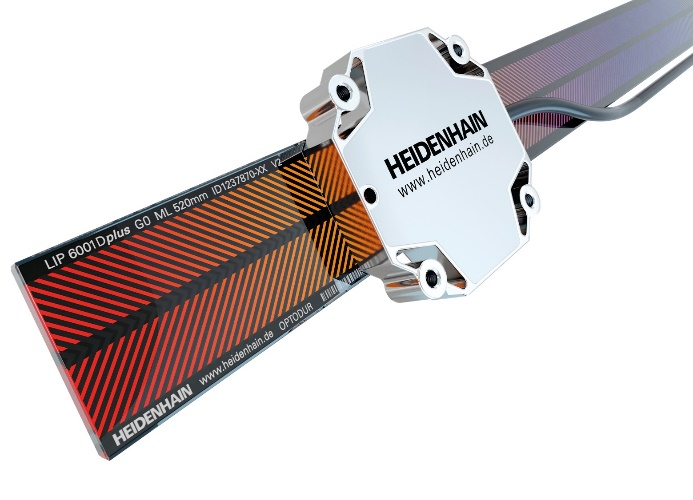 HEIDENHAIN
www.heidenhain.de
LIP 6001Dplus G0 ML 520mm ID1237870-XX V2
HEIDENHAIN www.heidenhain.de OPTODUR